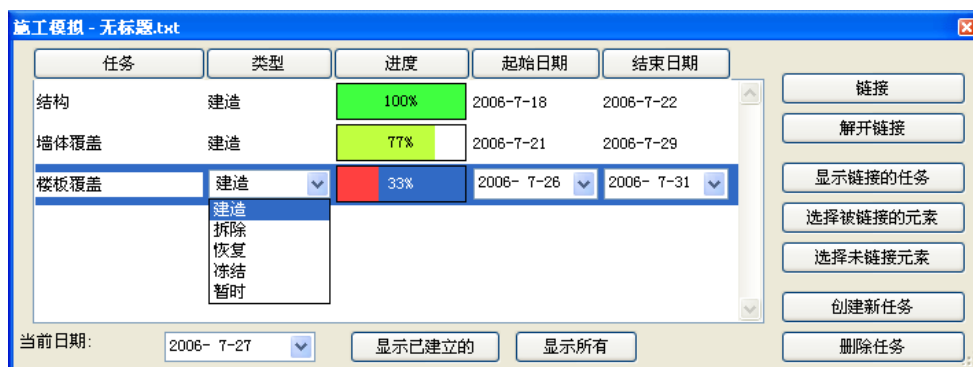 施工模拟 - 无标题.txt
任务 类型 进度 起始日期 结束日期
结构 建造 100% 2006-7-18 2006-7-22
墙体覆盖 建造 77% 2006-7-21 2006-7-29
楼板覆盖 建造 33% 2006- 7-26 2006- 7-31
建造
拆除
恢复
冻结
暂时
链接
解开链接
显示链接的任务
选择被链接的元素
选择未链接元素
创建新任务
删除任务
当前日期: 2006- 7-27 显示已建立的 显示所有